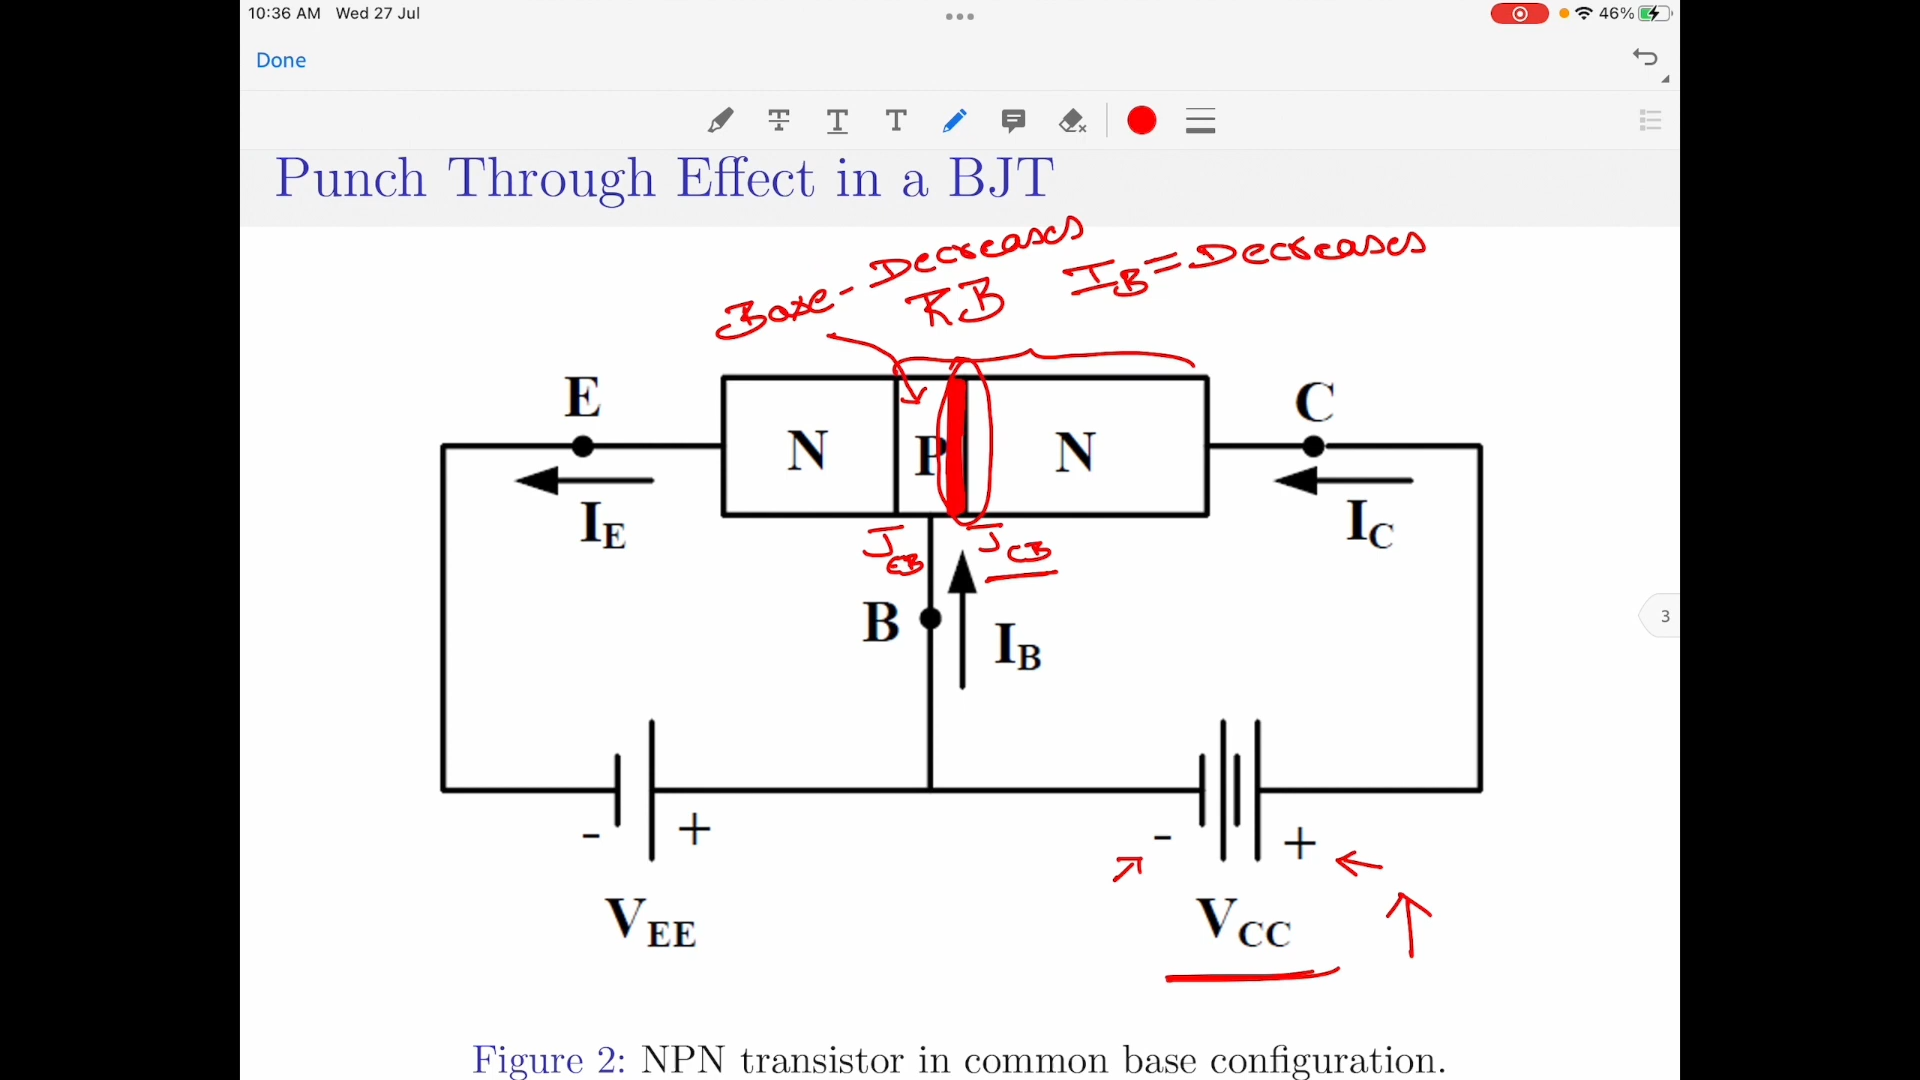 10:36 AM Wed 27 Jul
46%
Done
T T T
Punch Through Effect in a BJT
Base - Decreases
RB
IB = Decreases
E
C
N P N
IE
IC
JEB
JCB
B
IB
3
- +
- +
VEE
VCC
Figure 2: NPN transistor in common base configuration.